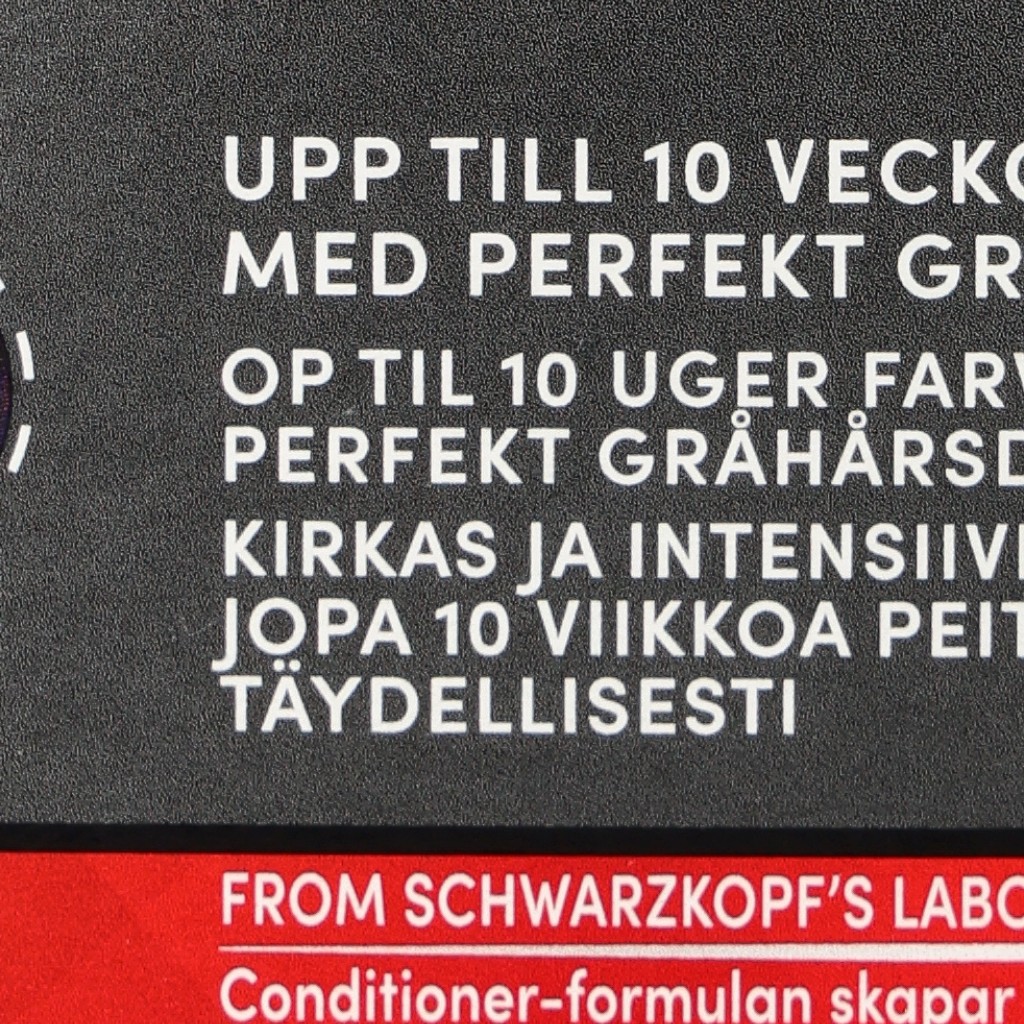 UPP TILL 10 VECKO
MED PERFEKT GR
OP TIL 10 UGER FARV
PERFEKT GRÅHÅRSD
KIRKAS JA INTENSIIVI
JOPA 10 VIIKKOA PEIT
TÄYDELLISESTI
FROM SCHWARZKOPF’S LABO
Conditioner-formulan skapar